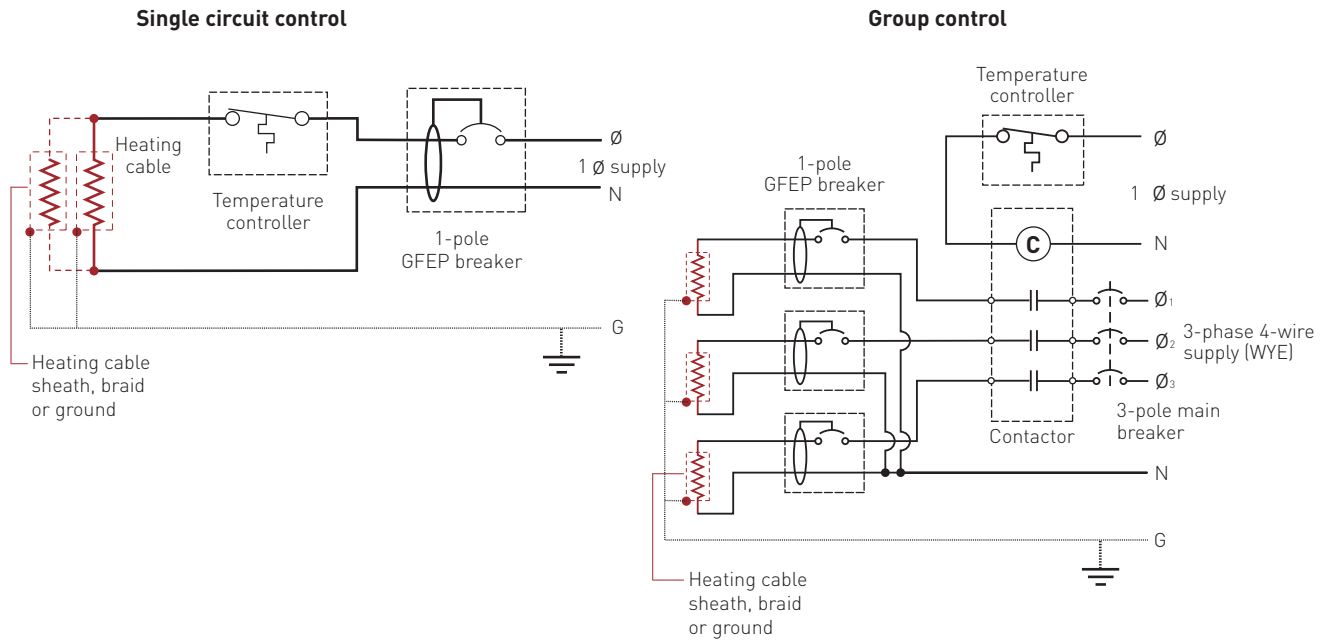 Single circuit control
Heating
cable
Temperature
controller
1-pole
GFEP breaker
Ø
1 Ø supply
N
G
Heating cable
sheath, braid
or ground
Group control
Temperature
controller
Ø
1 Ø supply
N
1-pole
GFEP breaker
C
Ø1
Ø2
Ø3
3-phase 4-wire
supply (WYE)
3-pole main
breaker
Contactor
N
G
Heating cable
sheath, braid
or ground